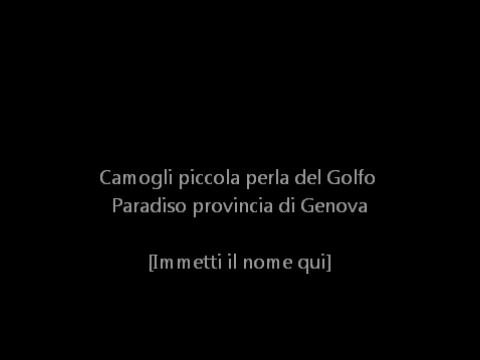 Camogli piccola perla del Golfo
Paradiso provincia di Genova
[Immetti il nome qui]